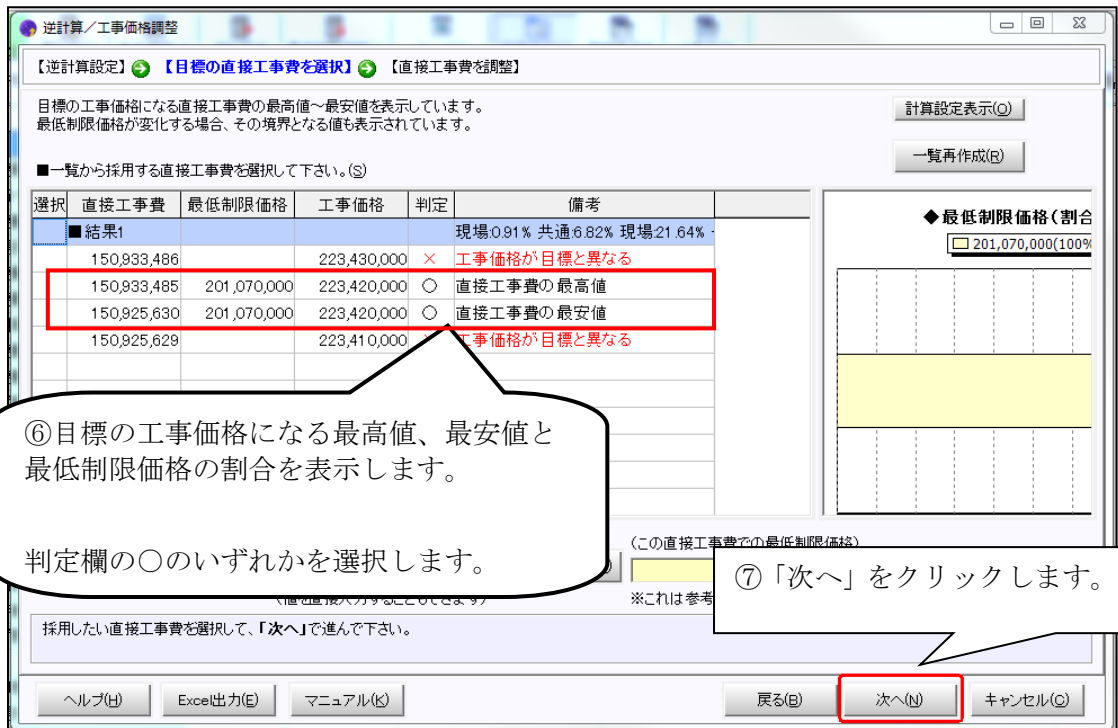 逆計算／工事価格調整
【逆計算設定】 【目標の直接工事費を選択】 【直接工事費を調整】
目標の工事価格になる直接工事費の最高値～最安値を表示しています。
最低制限価格が変化する場合、その境界となる値も表示されています。
計算設定表示(O)
一覧再作成(R)
■一覧から採用する直接工事費を選択して下さい。(S)
選択 直接工事費 最低制限価格 工事価格 判定 備考
■結果1 現場:0.91% 共通:6.82% 現場:21.64%
150,933,486 223,430,000 × 工事価格が目標と異なる
150,933,485 201,070,000 223,420,000 ○ 直接工事費の最高値
150,925,630 201,070,000 223,420,000 ○ 直接工事費の最安値
150,925,629 223,410,000 工事価格が目標と異なる
◆最低制限価格(割合
201,070,000(100%
⑥目標の工事価格になる最高値、最安値と
最低制限価格の割合を表示します。
判定欄の○のいずれかを選択します。
(この直接工事費での最低制限価格)
⑦「次へ」をクリックします。
(値を直接入力することもできます)
※これは参考
採用したい直接工事費を選択して、「次へ」で進んで下さい。
ヘルプ(H) Excel出力(E) マニュアル(K) 戻る(B) 次へ(N) キャンセル(C)